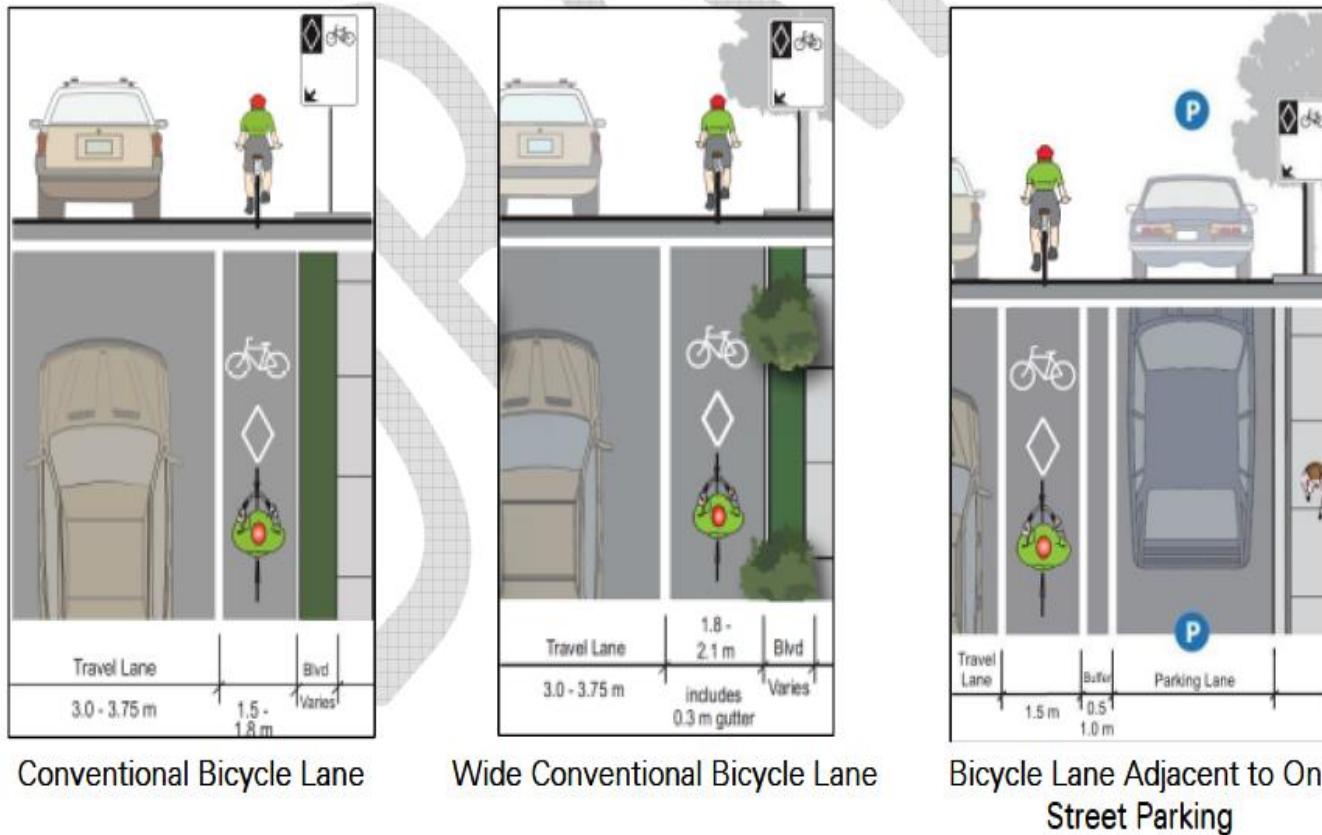 Travel Lane
Blvd
3.0 - 3.75 m
1.5 -
1.8 m
Varies
Conventional Bicycle Lane
1.8 -
2.1 m
Travel Lane
Blvd
3.0 - 3.75 m
includes
0.3 m gutter
Varies
Wide Conventional Bicycle Lane
P
P
Travel
Lane
Buffer
Parking Lane
1.5 m
0.5
1.0 m
Bicycle Lane Adjacent to On
Street Parking